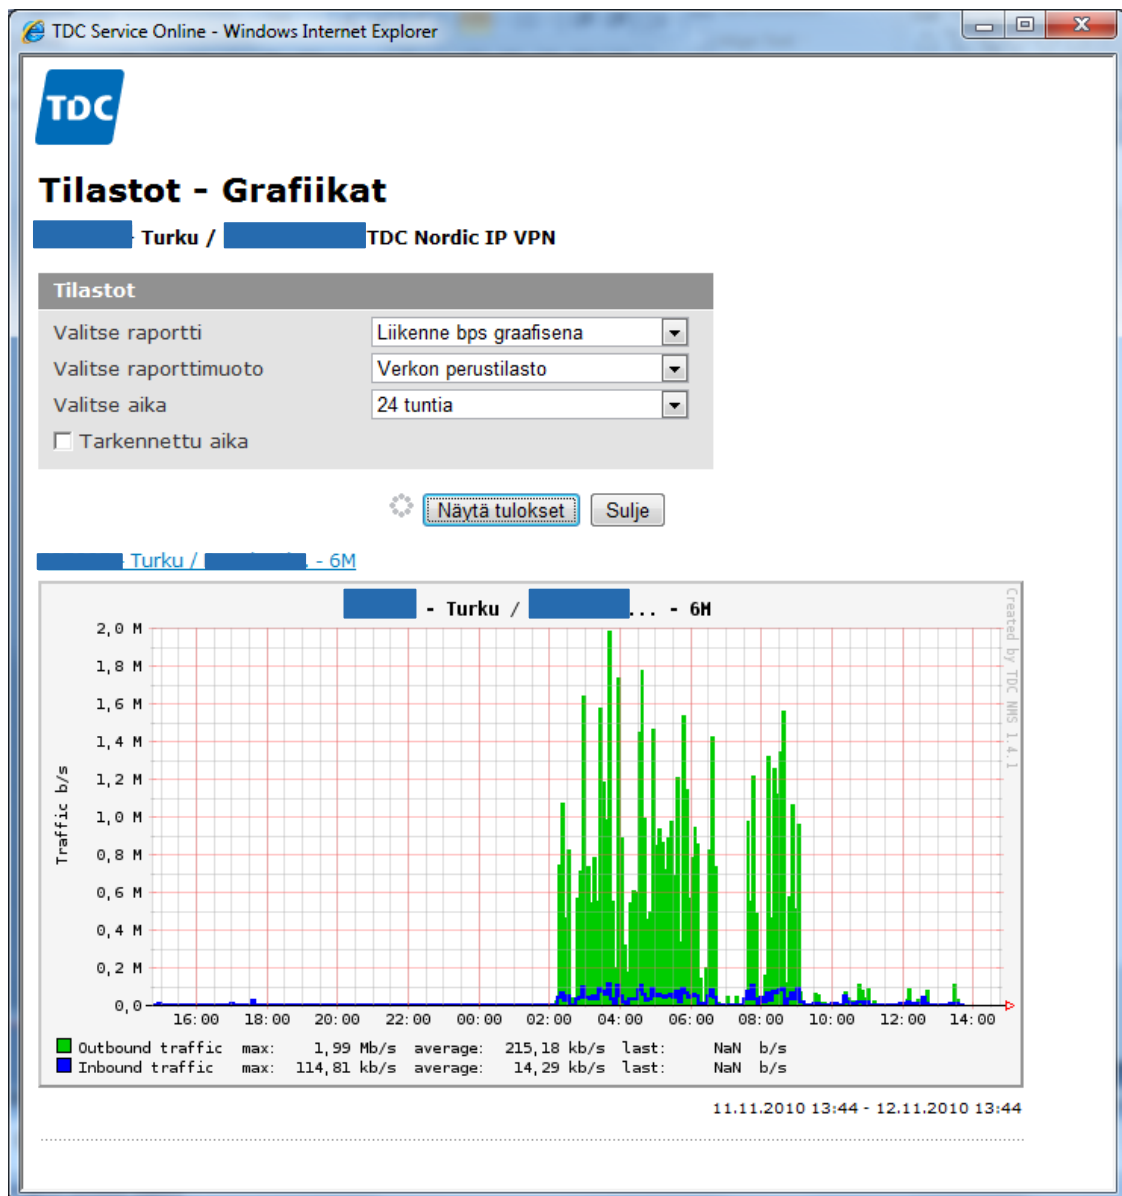 TDC Service Online - Windows Internet Explorer
TDC
Tilastot - Grafiikat
- Turku / TDC Nordic IP VPN
Tilastot
Valitse raportti Liikenne bps graafisena
Valitse raporttimuoto Verkon perustilasto
Valitse aika 24 tuntia
Tarkennettu aika
Näytä tulokset Sulje
- Turku / . - 6M
- Turku / ... - 6M
Created by TDC NMS 1.4.1
Traffic b/s
2,0 M
1,8 M
1,6 M
1,4 M
1,2 M
1,0 M
0,8 M
0,6 M
0,4 M
0,2 M
0,0
16:00 18:00 20:00 22:00 00:00 02:00 04:00 06:00 08:00 10:00 12:00 14:00
Outbound traffic max: 1,99 Mb/s average: 215,18 kb/s last: NaN b/s
Inbound traffic max: 114,81 kb/s average: 14,29 kb/s last: NaN b/s
11.11.2010 13:44 - 12.11.2010 13:44